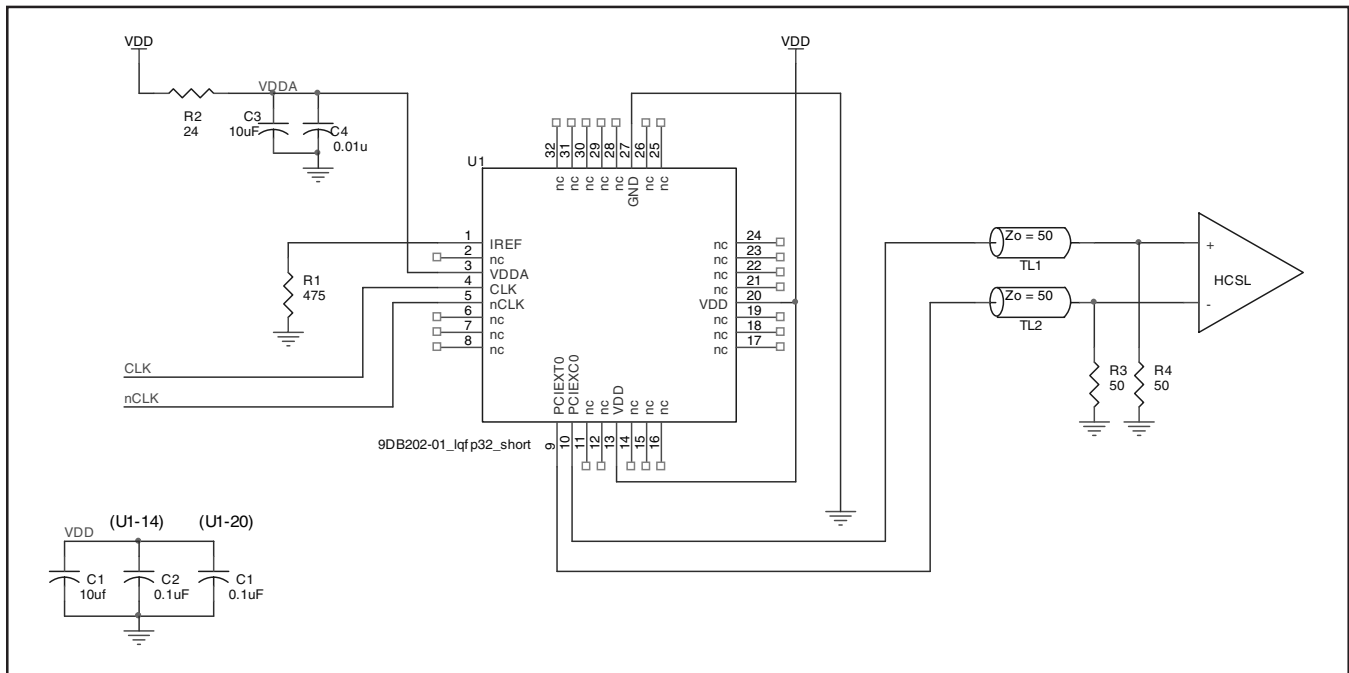 VDD
VDD
VDDA
R2
24
C3
10uF
C4
0.01u
U1
32
31
30
29
28
27
26
25
nc
nc
nc
nc
nc
GND
nc
nc
1
2
3
4
5
6
7
8
IREF
nc
VDDA
CLK
nCLK
nc
nc
nc
24
23
22
21
20
19
18
17
nc
nc
nc
nc
VDD
nc
nc
nc
R1
475
CLK
nCLK
PCIEXT0
PCIEXC0
nc
nc
VDD
nc
nc
nc
9
10
11
12
13
14
15
16
9DB202-01_lqfp32_short
Zo = 50
TL1
Zo = 50
TL2
+
-
HCSL
R3
50
R4
50
(U1-14)
(U1-20)
VDD
C1
10uf
C2
0.1uF
C1
0.1uF